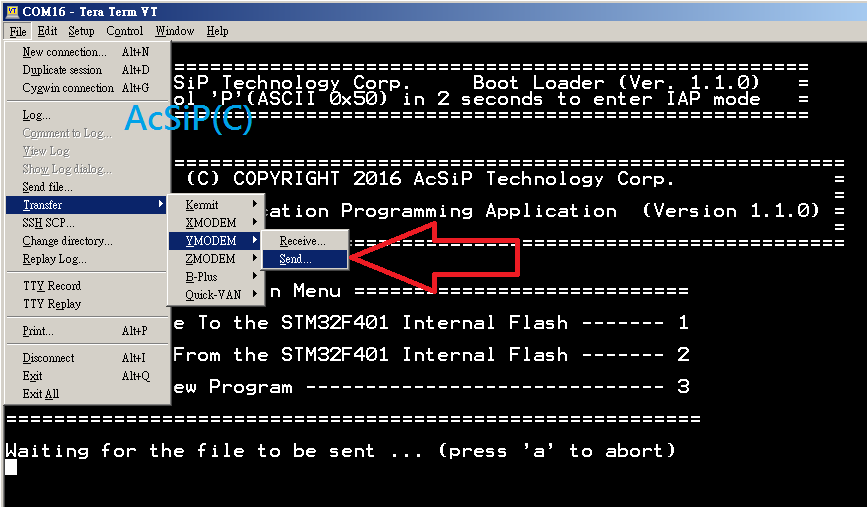 COM16 - Tera Term VT
File Edit Setup Control Window Help
New connection... Alt+N
Duplicate session Alt+D
Cygwin connection Alt+G
Log...
Comment to Log...
View Log
Show Log dialog...
Send file...
Transfer
SSH SCP...
Change directory...
Replay Log...
TTY Record
TTY Replay
Print... Alt+P
Disconnect Alt+I
Exit Alt+Q
Exit All
Kermit
XMODEM
YMODEM
ZMODEM
B-Plus
Quick-VAN
Receive...
Send...
AcSiP(C)
=====================================================
SiP Technology Corp. Boot Loader (Ver. 1.1.0) =
ol 'P'(ASCII 0x50) in 2 seconds to enter IAP mode =
=====================================================
========================================================
(C) COPYRIGHT 2016 AcSiP Technology Corp. =
=
cation Programming Application (Version 1.1.0) =
=
========================================================
n Menu ============================
e To the STM32F401 Internal Flash ------- 1
From the STM32F401 Internal Flash ------- 2
ew Program ------------------------------ 3
==========================================================
Waiting for the file to be sent ... (press 'a' to abort)